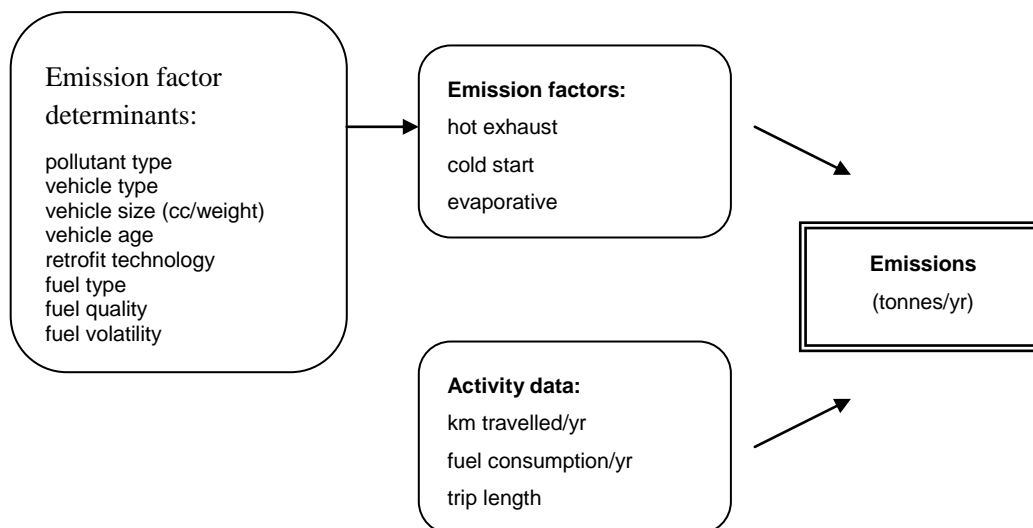 Emission factor
determinants:
pollutant type
vehicle type
vehicle size (cc/weight)
vehicle age
retrofit technology
fuel type
fuel quality
fuel volatility
Emission factors:
hot exhaust
cold start
evaporative
Activity data:
km travelled/yr
fuel consumption/yr
trip length
Emissions
(tonnes/yr)